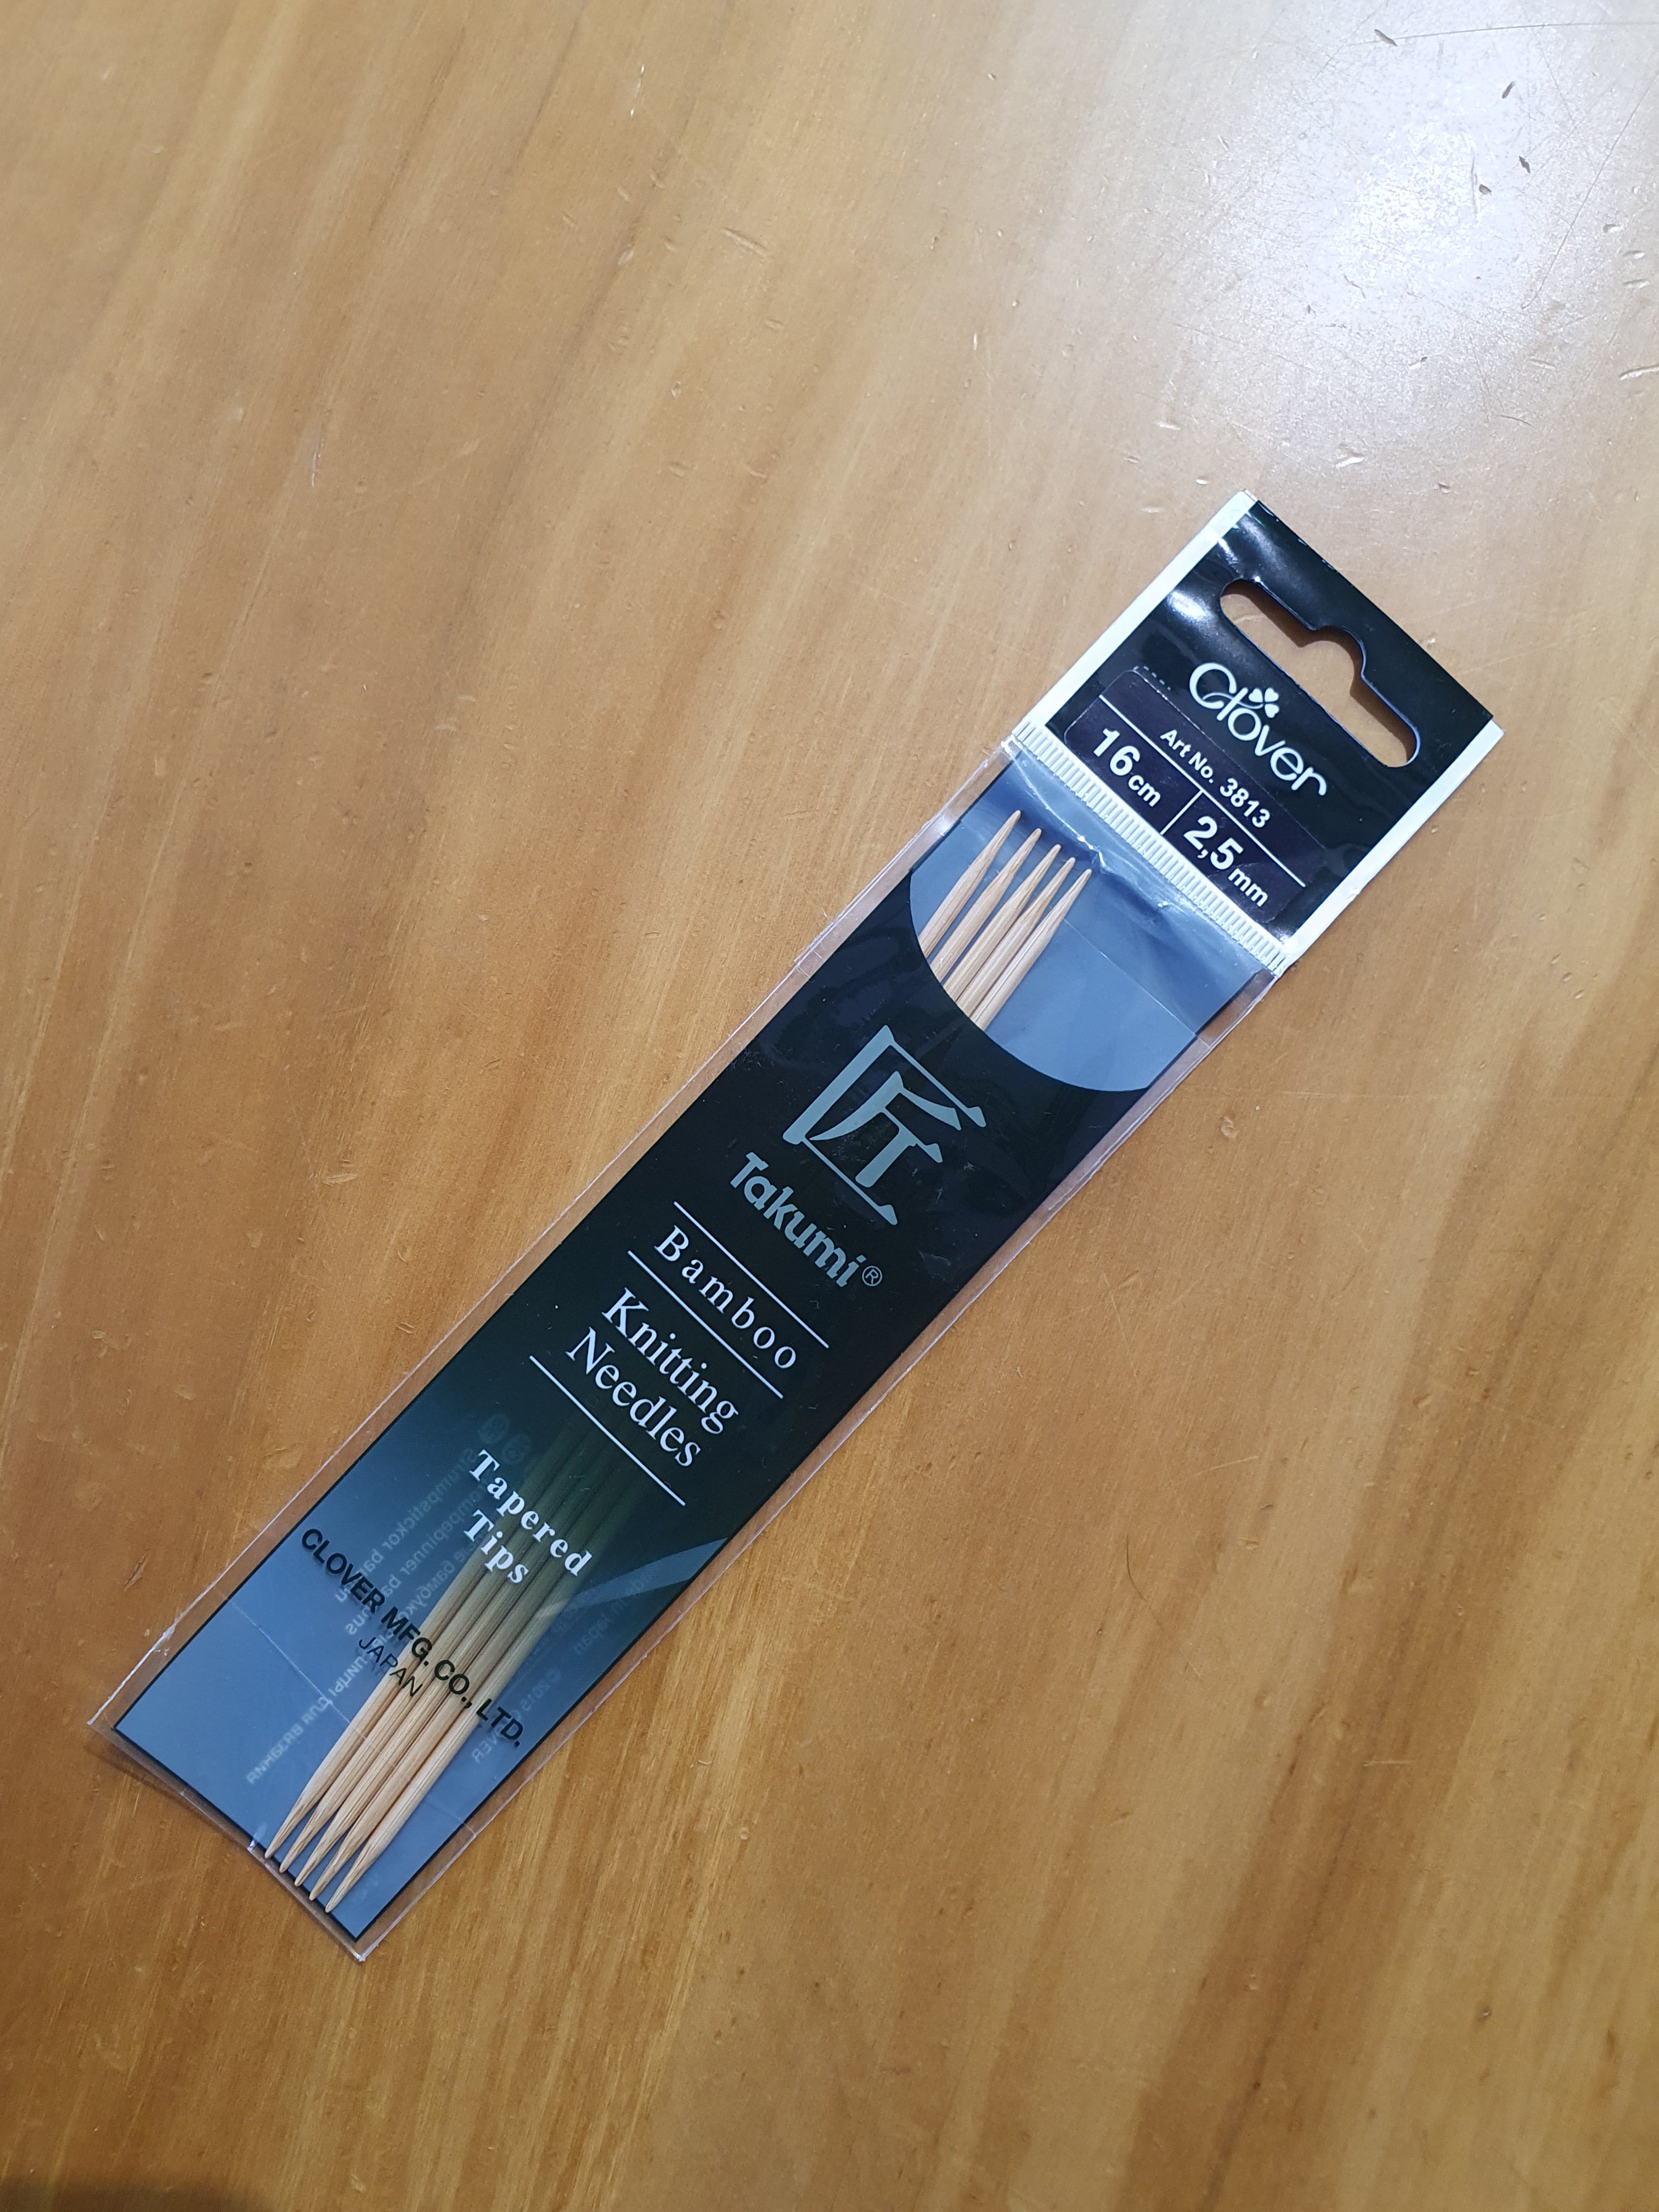 Clover
Art No. 3813
16cm 2,5mm
匠
Takumi®
Bamboo
Knitting
Needles
Tapered
Tips
CLOVER MFG. CO., LTD.
JAPAN